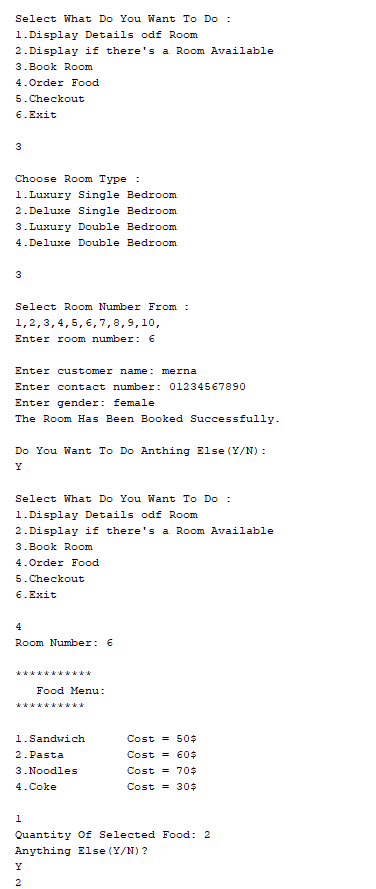 Select What Do You Want To Do :
1.Display Details odf Room
2.Display if there's a Room Available
3.Book Room
4.Order Food
5.Checkout
6.Exit
3
Choose Room Type :
1.Luxury Single Bedroom
2.Deluxe Single Bedroom
3.Luxury Double Bedroom
4.Deluxe Double Bedroom
3
Select Room Number From :
1,2,3,4,5,6,7,8,9,10,
Enter room number: 6
Enter customer name: merna
Enter contact number: 01234567890
Enter gender: female
The Room Has Been Booked Successfully.
Do You Want To Do Anthing Else(Y/N):
Y
Select What Do You Want To Do :
1.Display Details odf Room
2.Display if there's a Room Available
3.Book Room
4.Order Food
5.Checkout
6.Exit
4
Room Number: 6
***********
Food Menu:
**********
1.Sandwich Cost = 50$
2.Pasta Cost = 60$
3.Noodles Cost = 70$
4.Coke Cost = 30$
1
Quantity Of Selected Food: 2
Anything Else(Y/N)?
Y
2